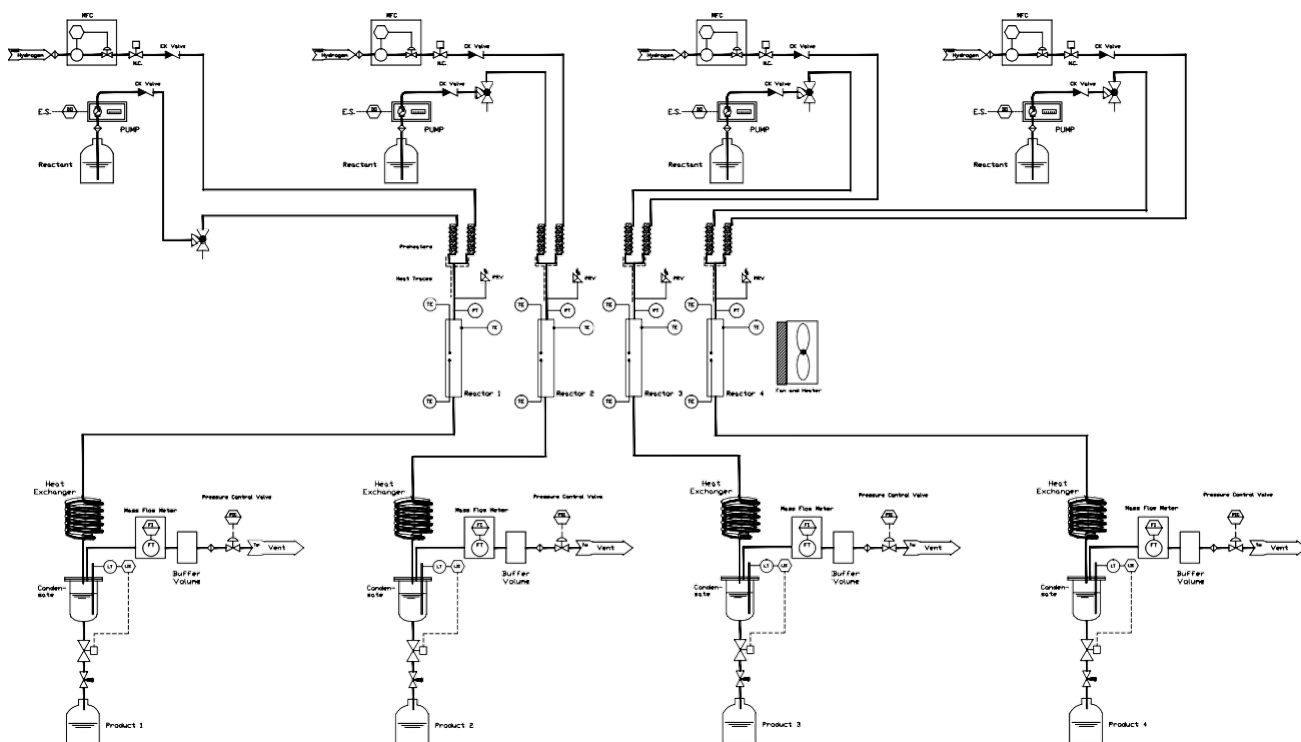 MFC
MFC
MFC
MFC
Hydrogen
CK Valve
N.C.
Hydrogen
CK Valve
N.C.
Hydrogen
CK Valve
N.C.
Hydrogen
CK Valve
N.C.
CK Valve
CK Valve
CK Valve
CK Valve
E.S.
PUMP
E.S.
PUMP
E.S.
PUMP
E.S.
PUMP
Reactant
Reactant
Reactant
Reactant
Preheaters
Heat Traces
PRV
PRV
PRV
PRV
TE
PT
TE
TE
PT
TE
TE
PT
TE
TE
PT
TE
Reactor 1
Reactor 2
Reactor 3
Reactor 4
Fan and Heater
TE
TE
TE
TE
Heat
Exchanger
Pressure Control Valve
Mass Flow Meter
FI
FT
Vent
Buffer
Volume
LT
Conden-
sate
Product 1
Heat
Exchanger
Pressure Control Valve
Mass Flow Meter
FI
FT
Vent
Buffer
Volume
LT
Conden-
sate
Product 2
Heat
Exchanger
Pressure Control Valve
Mass Flow Meter
FI
FT
Vent
Buffer
Volume
LT
Conden-
sate
Product 3
Heat
Exchanger
Pressure Control Valve
Mass Flow Meter
FI
FT
Vent
Buffer
Volume
LT
Conden-
sate
Product 4